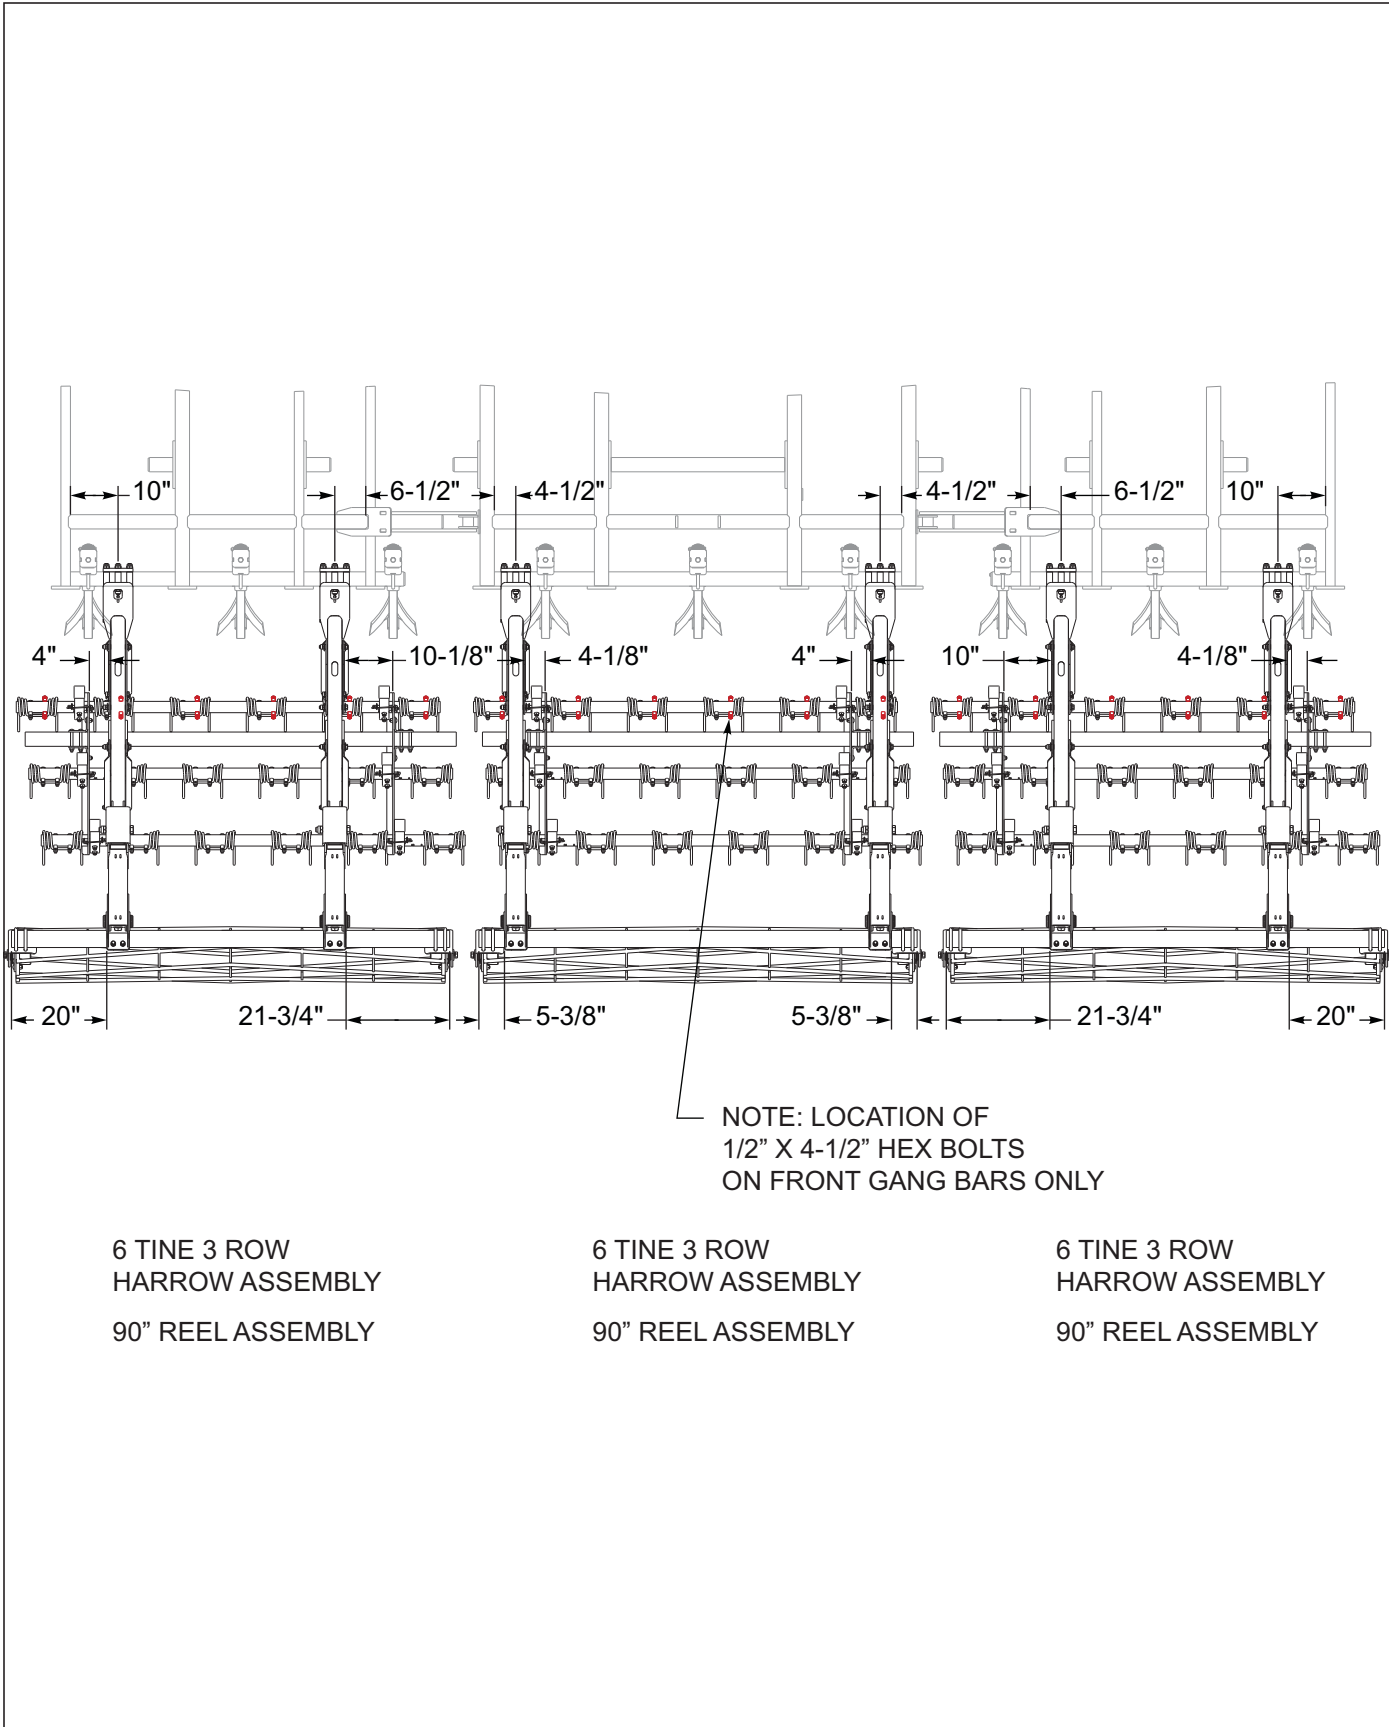 10" 6-1/2" 4-1/2" 4-1/2" 6-1/2" 10"
4" 10-1/8" 4-1/8" 4" 10" 4-1/8"
20" 21-3/4" 5-3/8" 5-3/8" 21-3/4" 20"
NOTE: LOCATION OF
1/2” X 4-1/2” HEX BOLTS
ON FRONT GANG BARS ONLY
6 TINE 3 ROW
HARROW ASSEMBLY
90” REEL ASSEMBLY
6 TINE 3 ROW
HARROW ASSEMBLY
90” REEL ASSEMBLY
6 TINE 3 ROW
HARROW ASSEMBLY
90” REEL ASSEMBLY